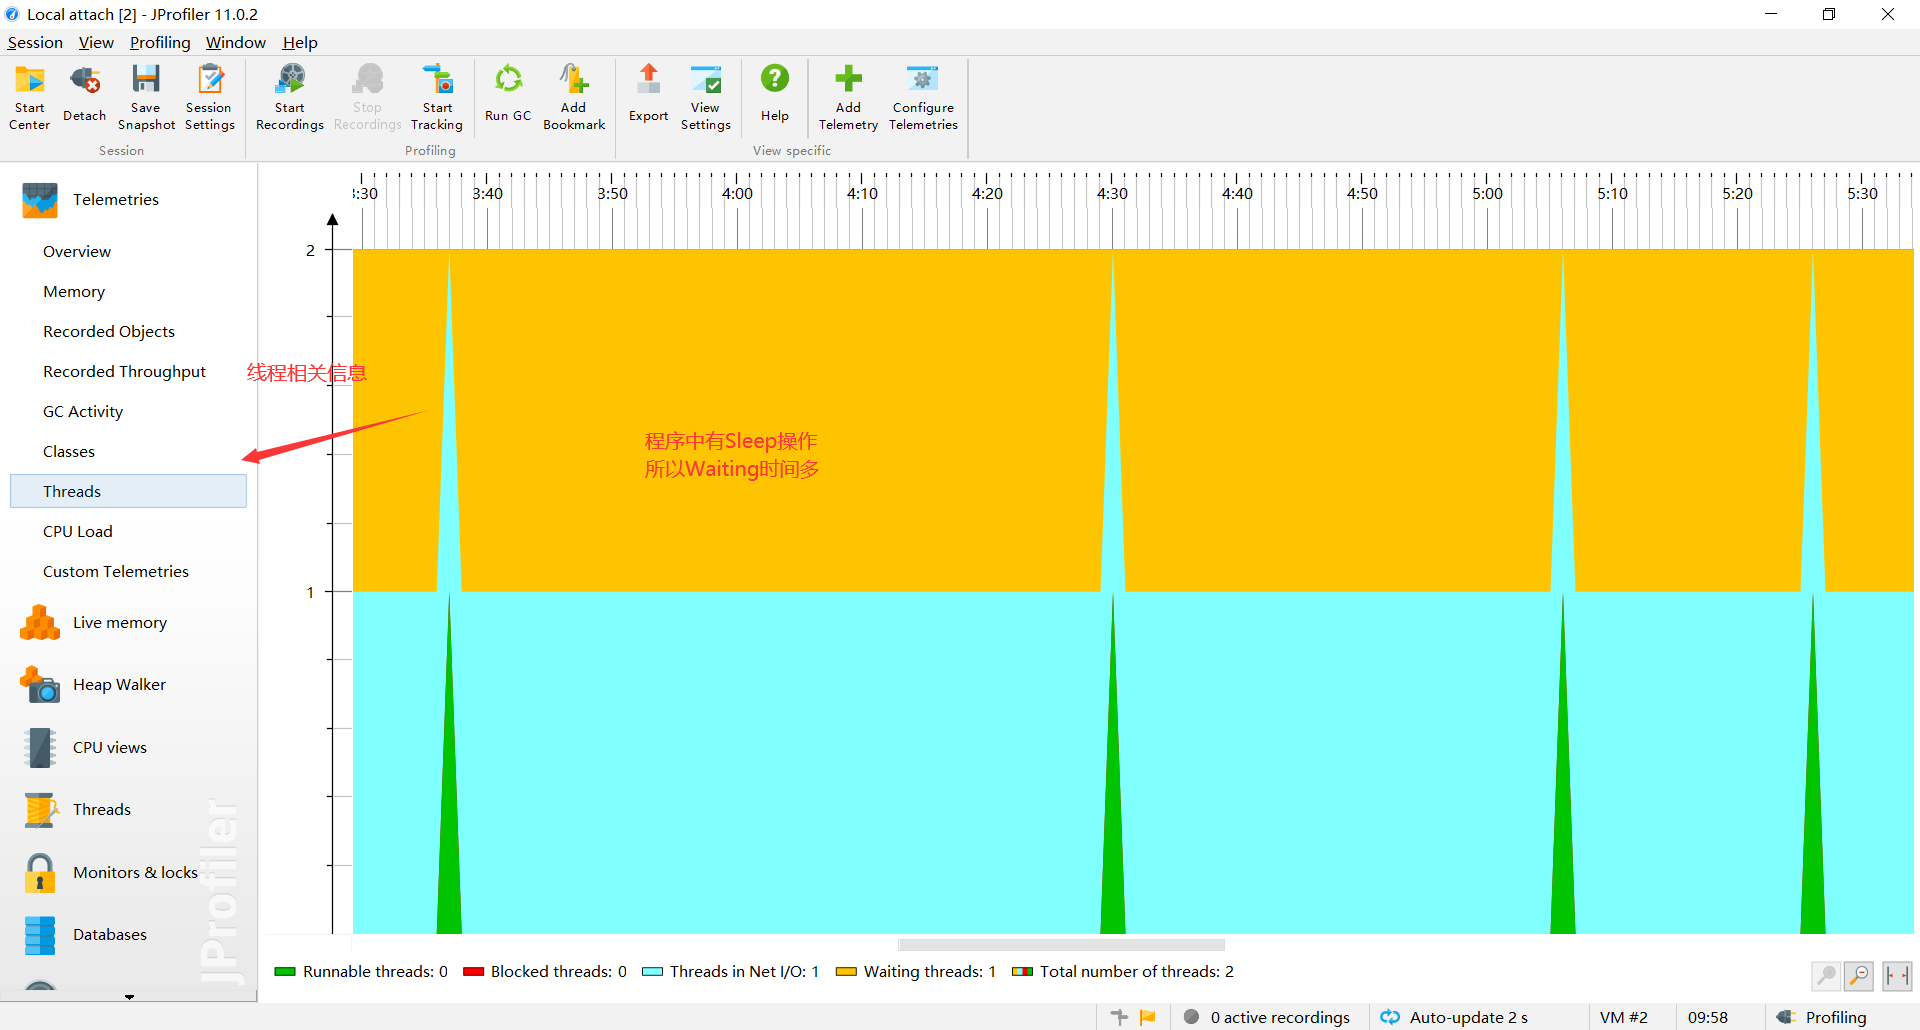 Local attach [2] - JProfiler 11.0.2
Session View Profiling Window Help
Start Center
Detach
Save Snapshot
Session Settings
Start Recordings
Stop Recordings
Start Tracking
Run GC
Add Bookmark
Export
View Settings
Help
Add Telemetry
Configure Telemetries
Session
Profiling
View specific
Telemetries
Overview
Memory
Recorded Objects
Recorded Throughput
GC Activity
Classes
Threads
CPU Load
Custom Telemetries
Live memory
Heap Walker
CPU views
Threads
Monitors & locks
Databases
JProfiler
3:30 3:40 3:50 4:00 4:10 4:20 4:30 4:40 4:50 5:00 5:10 5:20 5:30
2
线程相关信息
程序中有Sleep操作
所以Waiting时间多
1
Runnable threads: 0 Blocked threads: 0 Threads in Net I/O: 1 Waiting threads: 1 Total number of threads: 2
0 active recordings Auto-update 2 s VM #2 09:58 Profiling